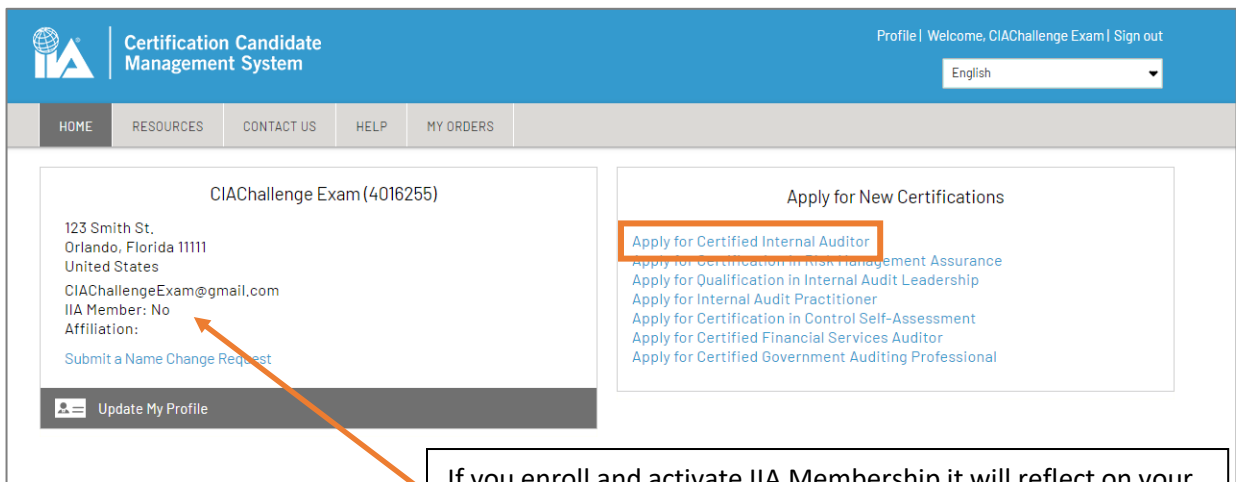 IIA
Certification Candidate
Management System
Profile | Welcome, CIAChallenge Exam | Sign out
English
HOME RESOURCES CONTACT US HELP MY ORDERS
CIAChallenge Exam (4016255)
123 Smith St.
Orlando, Florida 11111
United States
CIAChallengeExam@gmail.com
IIA Member: No
Affiliation:
Submit a Name Change Request
Update My Profile
Apply for New Certifications
Apply for Certified Internal Auditor
Apply for Certification in Risk Management Assurance
Apply for Qualification in Internal Audit Leadership
Apply for Internal Audit Practitioner
Apply for Certification in Control Self-Assessment
Apply for Certified Financial Services Auditor
Apply for Certified Government Auditing Professional
If you enroll and activate IIA Membership it will reflect on your